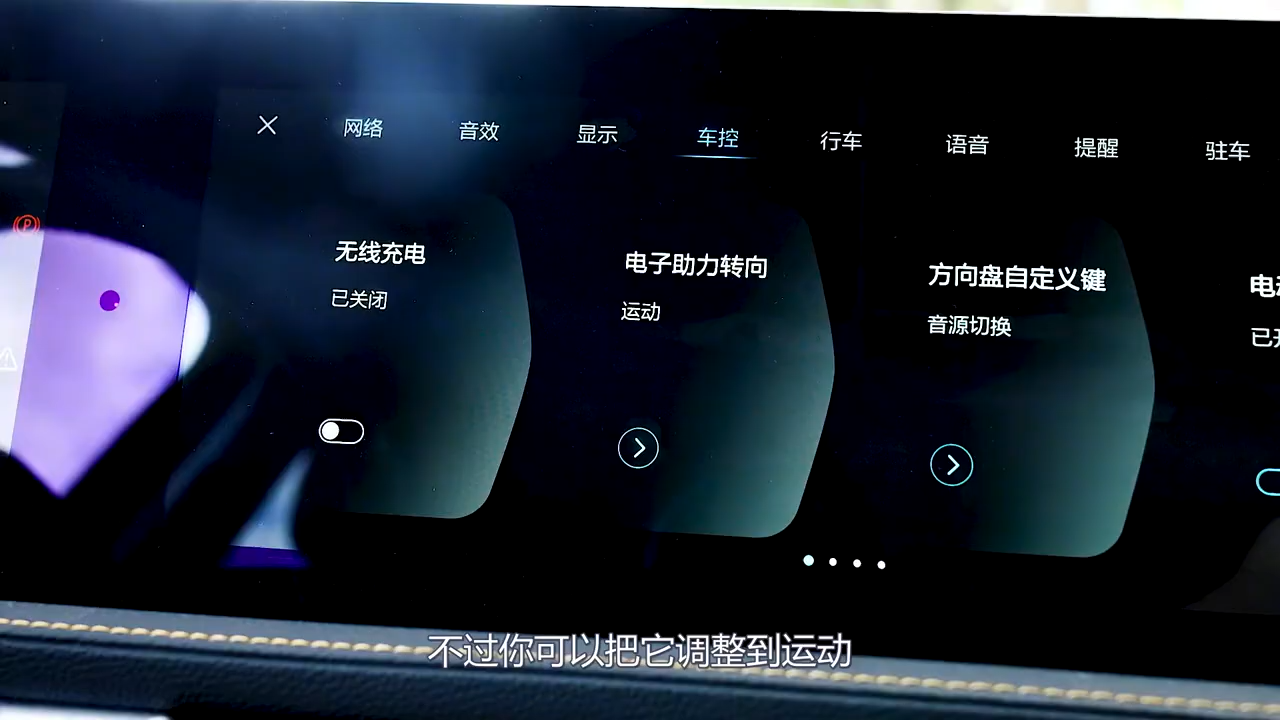 网络 音效 显示 车控 行车 语音 提醒 驻车
无线充电
已关闭
电子助力转向
运动
方向盘自定义键
音源切换
P
不过你可以把它调整到运动